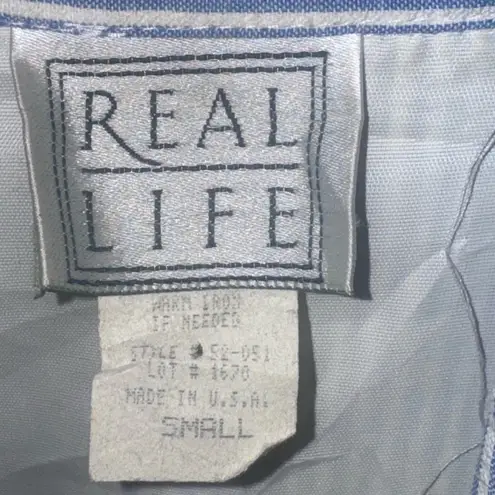 REAL
LIFE
WARM IRON
IF NEEDED
STYLE # 52-051
LOT # 1670
MADE IN U.S.A.
SMALL